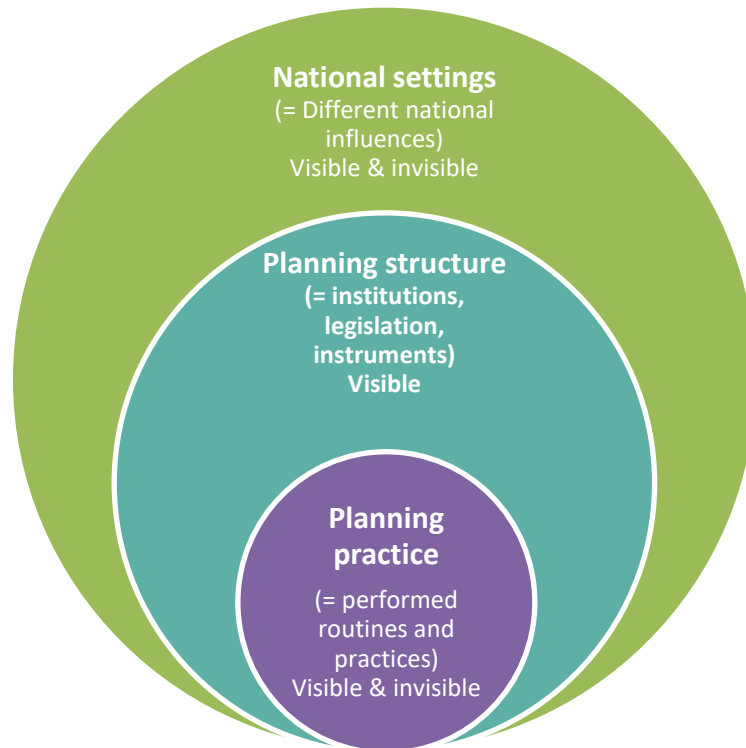 National settings
(= Different national
influences)
Visible & invisible
Planning structure
(= institutions,
legislation,
instruments)
Visible
Planning
practice
(= performed
routines and
practices)
Visible & invisible